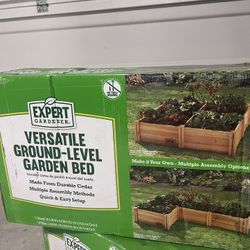 EXPERT
GARDENER
VERSATILE
GROUND-LEVEL
GARDEN BED
Made From Durable Cedar
Multiple Assembly Methods
Quick & Easy Setup
Make it Your Own - Multiple Assembly Options
EXPERT